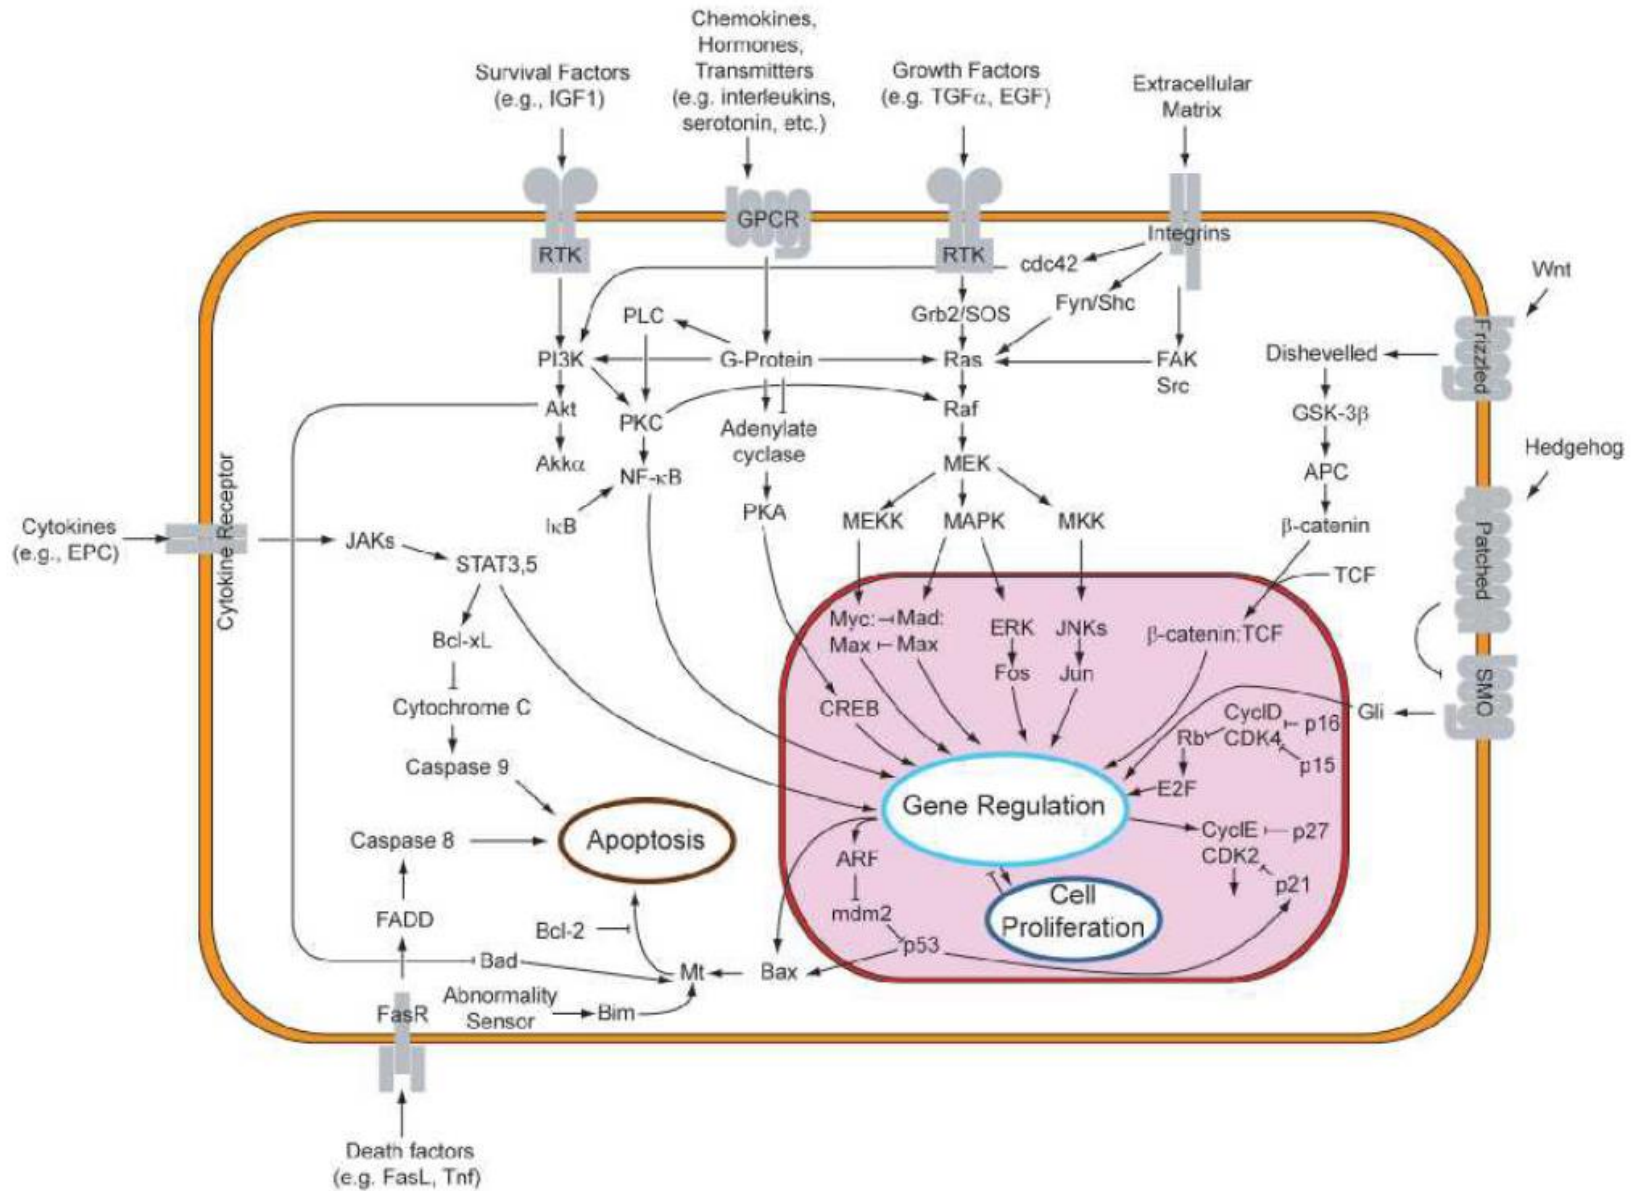 Chemokines,
Hormones,
Transmitters
(e.g. interleukins,
serotonin, etc.)
Survival Factors
(e.g., IGF1)
Growth Factors
(e.g. TGFα, EGF)
Extracellular
Matrix
RTK
GPCR
RTK
Integrins
cdc42
Wnt
Frizzled
PLC
Grb2/SOS
Fyn/Shc
PI3K
G-Protein
Ras
FAK
Src
Dishevelled
Akt
PKC
Raf
GSK-3β
Adenylate
cyclase
Akkα
NF-κB
MEK
APC
Hedgehog
Patched
PKA
IκB
MEKK
MAPK
MKK
β-catenin
Cytokines
(e.g., EPC)
Cytokine Receptor
JAKs
STAT3,5
TCF
Myc:
Mad:
Max
Max
ERK
JNKs
β-catenin:TCF
Bcl-xL
Fos
Jun
SMO
Cytochrome C
CREB
Gli
CyclD
p16
Rb
CDK4
p15
Caspase 9
E2F
Gene Regulation
Caspase 8
Apoptosis
CyclE
p27
CDK2
ARF
p21
Cell
Proliferation
FADD
mdm2
Bcl-2
p53
Bad
Mt
Bax
Abnormality
Sensor
Bim
FasR
Death factors
(e.g. FasL, Tnf)